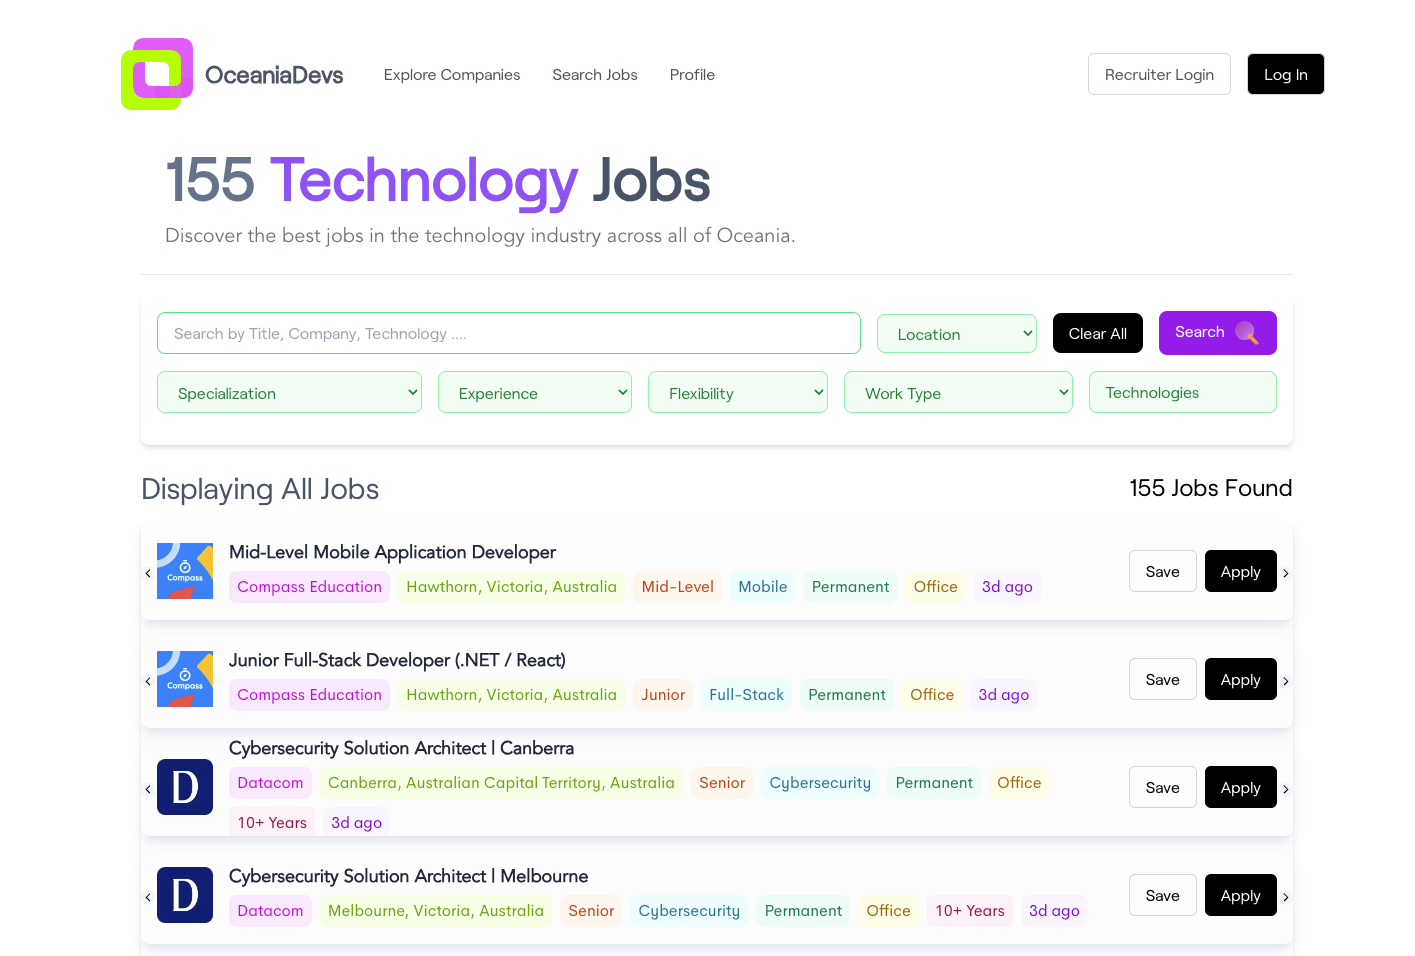 OceaniaDevs
Explore Companies
Search Jobs
Profile
Recruiter Login
Log In
155 Technology Jobs
Discover the best jobs in the technology industry across all of Oceania.
Search by Title, Company, Technology ....
Location
Clear All
Search
Specialization
Experience
Flexibility
Work Type
Technologies
Displaying All Jobs
155 Jobs Found
Compass
Mid-Level Mobile Application Developer
Compass Education Hawthorn, Victoria, Australia Mid-Level Mobile Permanent Office 3d ago
Save
Apply
Compass
Junior Full-Stack Developer (.NET / React)
Compass Education Hawthorn, Victoria, Australia Junior Full-Stack Permanent Office 3d ago
Save
Apply
D
Cybersecurity Solution Architect | Canberra
Datacom Canberra, Australian Capital Territory, Australia Senior Cybersecurity Permanent Office
10+ Years 3d ago
Save
Apply
D
Cybersecurity Solution Architect | Melbourne
Datacom Melbourne, Victoria, Australia Senior Cybersecurity Permanent Office 10+ Years 3d ago
Save
Apply